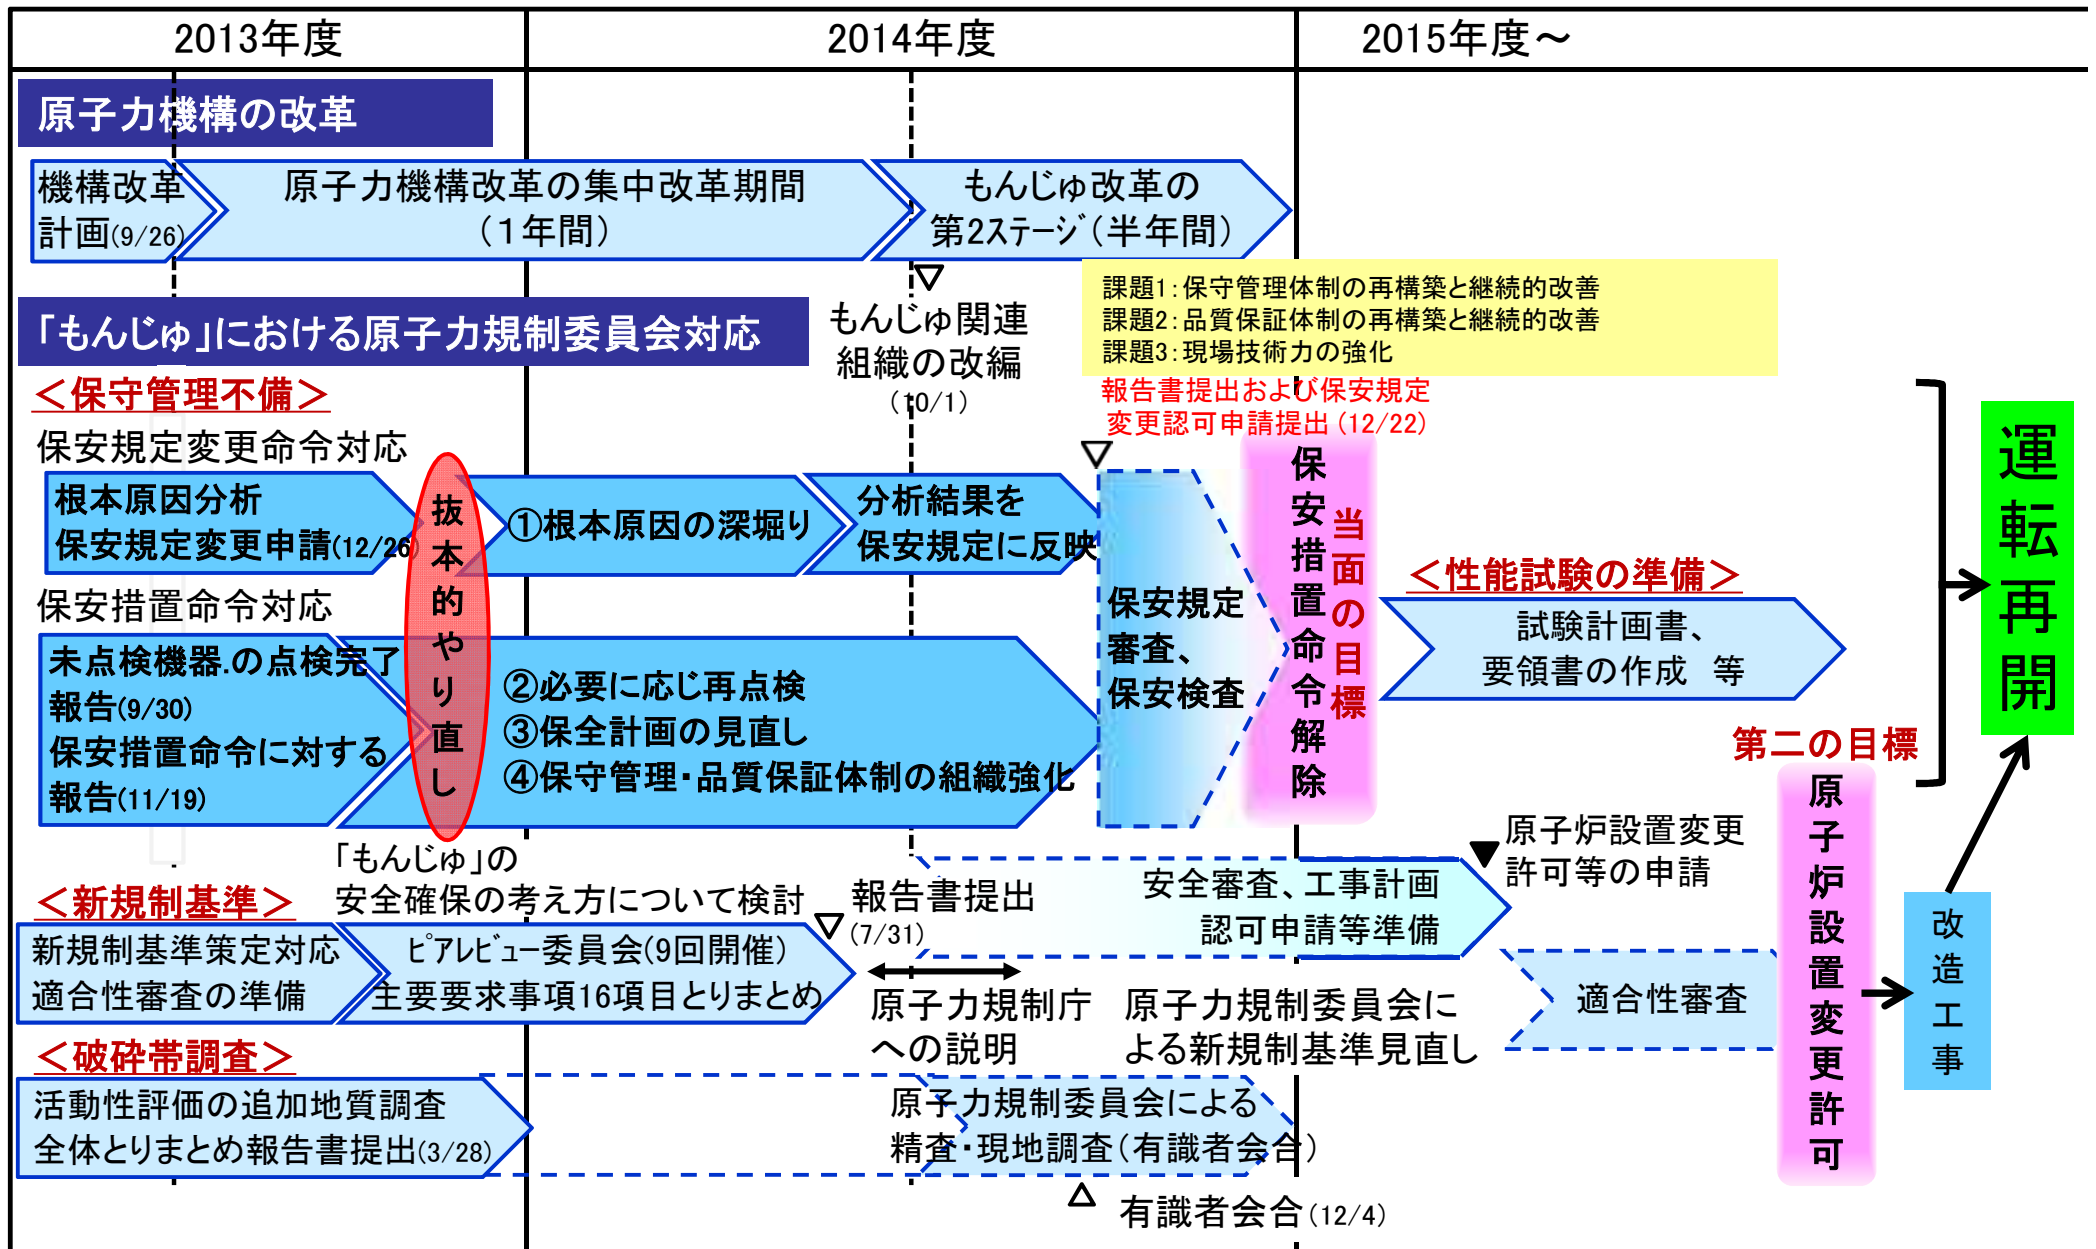 2013年度
2014年度
2015年度～
原子力機構の改革
機構改革
計画(9/26)
原子力機構改革の集中改革期間
（１年間）
もんじゅ改革の
第2ステージ（半年間）
もんじゅ関連
組織の改編
(10/1)
課題1：保守管理体制の再構築と継続的改善
課題2：品質保証体制の再構築と継続的改善
課題3：現場技術力の強化
「もんじゅ」における原子力規制委員会対応
報告書提出および保安規定
変更認可申請提出(12/22)
＜保守管理不備＞
保安規定変更命令対応
根本原因分析
保安規定変更申請(12/26)
抜本的やり直し
①根本原因の深堀り
分析結果を
保安規定に反映
保安措置命令対応
未点検機器.の点検完了
報告(9/30)
保安措置命令に対する
報告(11/19)
②必要に応じ再点検
③保全計画の見直し
④保守管理・品質保証体制の組織強化
保安規定
審査、
保安検査
保安措置命令解除
当面の目標
＜性能試験の準備＞
試験計画書、
要領書の作成　等
運転再開
第二の目標
原子炉設置変更許可
改造工事
＜新規制基準＞
新規制基準策定対応
適合性審査の準備
「もんじゅ」の
安全確保の考え方について検討
ピアレビュー委員会(9回開催)
主要要求事項16項目とりまとめ
報告書提出
(7/31)
原子力規制庁
への説明
安全審査、工事計画
認可申請等準備
原子炉設置変更
許可等の申請
原子力規制委員会に
よる新規制基準見直し
適合性審査
＜破砕帯調査＞
活動性評価の追加地質調査
全体とりまとめ報告書提出(3/28)
原子力規制委員会による
精査・現地調査（有識者会合）
有識者会合(12/4)